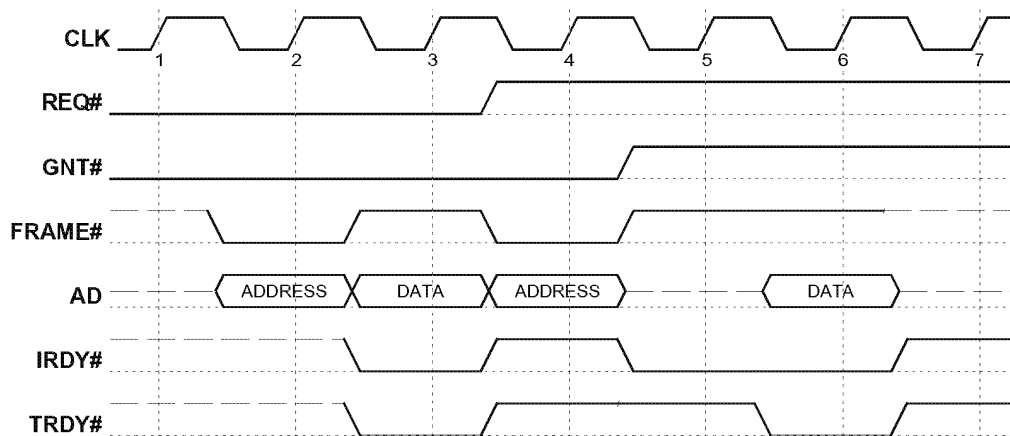 CLK
1 2 3 4 5 6 7
REQ#
GNT#
FRAME#
AD ADDRESS DATA ADDRESS DATA
IRDY#
TRDY#